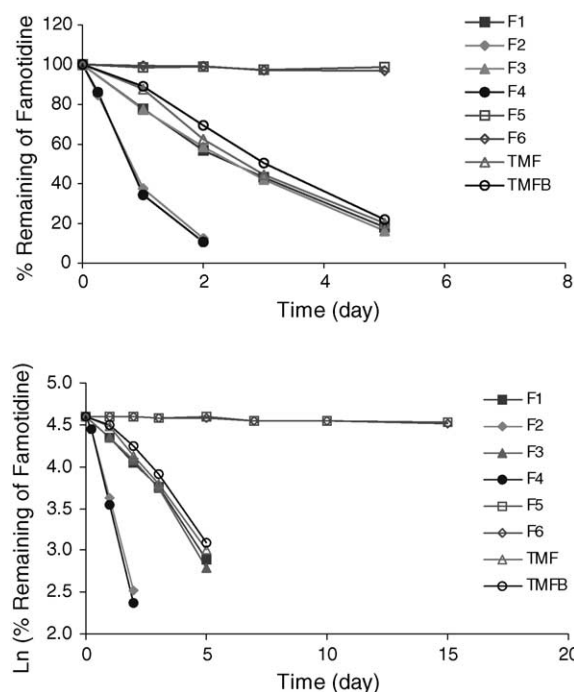 120
100
80
60
40
20
0
% Remaining of Famotidine
0 2 4 6 8
Time (day)
F1
F2
F3
F4
F5
F6
TMF
TMFB
5.0
4.5
4.0
3.5
3.0
2.5
2.0
Ln (% Remaining of Famotidine)
0 5 10 15 20
Time (day)
F1
F2
F3
F4
F5
F6
TMF
TMFB